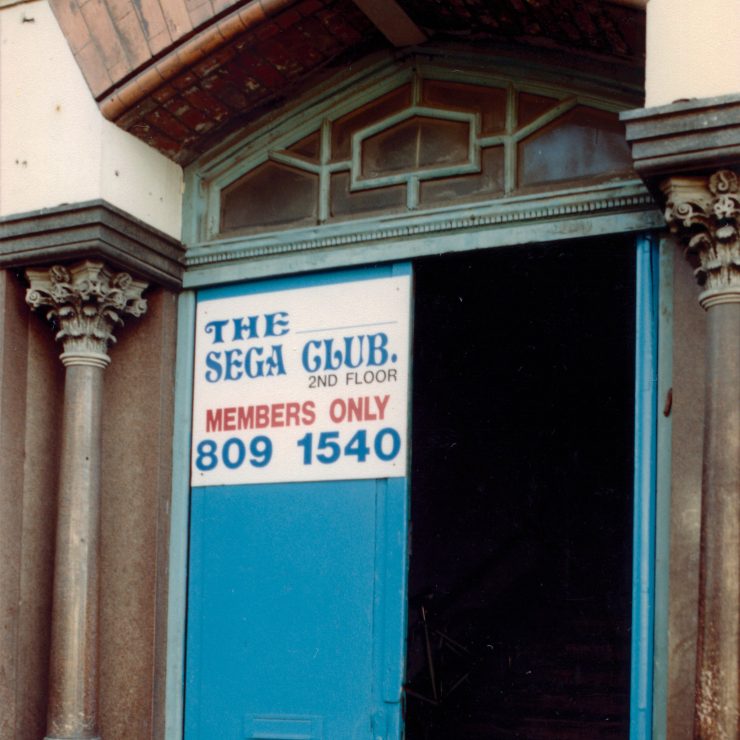 THE
SEGA CLUB.
2ND FLOOR
MEMBERS ONLY
809 1540